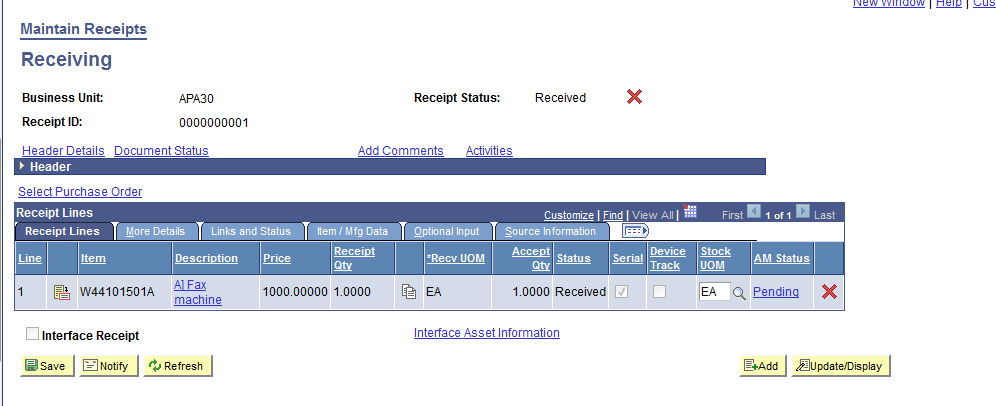 New Window | Help | Cus
Maintain Receipts
Receiving
Business Unit: APA30 Receipt Status: Received
Receipt ID: 0000000001
Header Details Document Status Add Comments Activities
Header
Select Purchase Order
Receipt Lines Customize | Find | View All | First 1 of 1 Last
Receipt Lines More Details Links and Status Item / Mfg Data Optional Input Source Information
Line Item Description Price Receipt Qty *Recv UOM Accept Qty Status Serial Device Track Stock UOM AM Status
1 W44101501A A] Fax machine 1000.00000 1.0000 EA 1.0000 Received EA Pending
Interface Receipt Interface Asset Information
Save Notify Refresh Add Update/Display